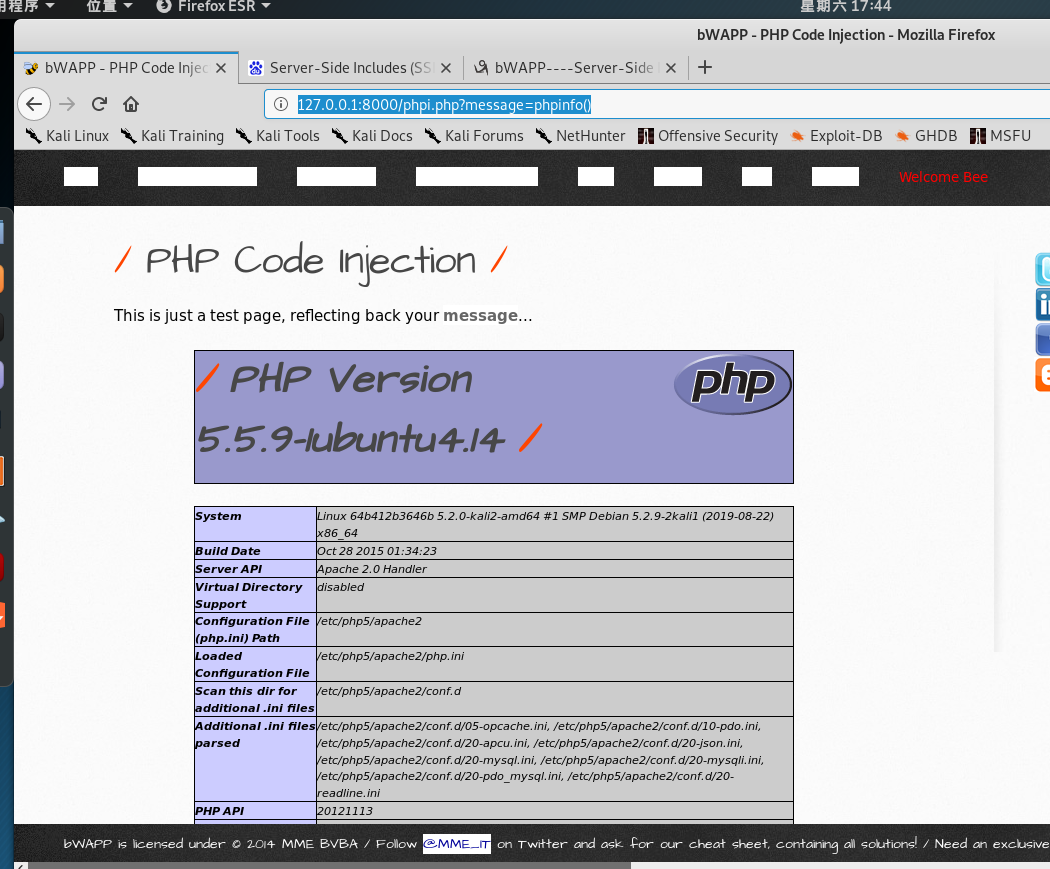 用程序 位置 Firefox ESR 星期六 17:44
bWAPP - PHP Code Injection - Mozilla Firefox
bWAPP - PHP Code Injec Server-Side Includes (SS bWAPP----Server-Side
127.0.0.1:8000/phpi.php?message=phpinfo()
Kali Linux Kali Training Kali Tools Kali Docs Kali Forums NetHunter Offensive Security Exploit-DB GHDB MSFU
Welcome Bee
/ PHP Code Injection /
This is just a test page, reflecting back your message...
/ PHP Version
5.5.9-1ubuntu4.14 /
php
System Linux 64b412b3646b 5.2.0-kali2-amd64 #1 SMP Debian 5.2.9-2kali1 (2019-08-22)
x86_64
Build Date Oct 28 2015 01:34:23
Server API Apache 2.0 Handler
Virtual Directory disabled
Support
Configuration File /etc/php5/apache2
(php.ini) Path
Loaded /etc/php5/apache2/php.ini
Configuration File
Scan this dir for /etc/php5/apache2/conf.d
additional .ini files
Additional .ini files /etc/php5/apache2/conf.d/05-opcache.ini, /etc/php5/apache2/conf.d/10-pdo.ini,
parsed /etc/php5/apache2/conf.d/20-apcu.ini, /etc/php5/apache2/conf.d/20-json.ini,
/etc/php5/apache2/conf.d/20-mysql.ini, /etc/php5/apache2/conf.d/20-mysqli.ini,
/etc/php5/apache2/conf.d/20-pdo_mysql.ini, /etc/php5/apache2/conf.d/20-
readline.ini
PHP API 20121113
bWAPP is licensed under © 2014 MME BVBA / Follow @MME_IT on Twitter and ask for our cheat sheet, containing all solutions! / Need an exclusive